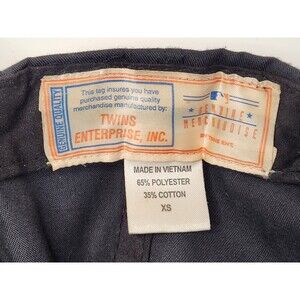 GENUINE QUALITY
This tag insures you have
purchased genuine quality
merchandise manufactured by:
TWINS
ENTERPRISE, INC.
GENUINE
MERCHANDISE
MADE IN VIETNAM
65% POLYESTER
35% COTTON
XS